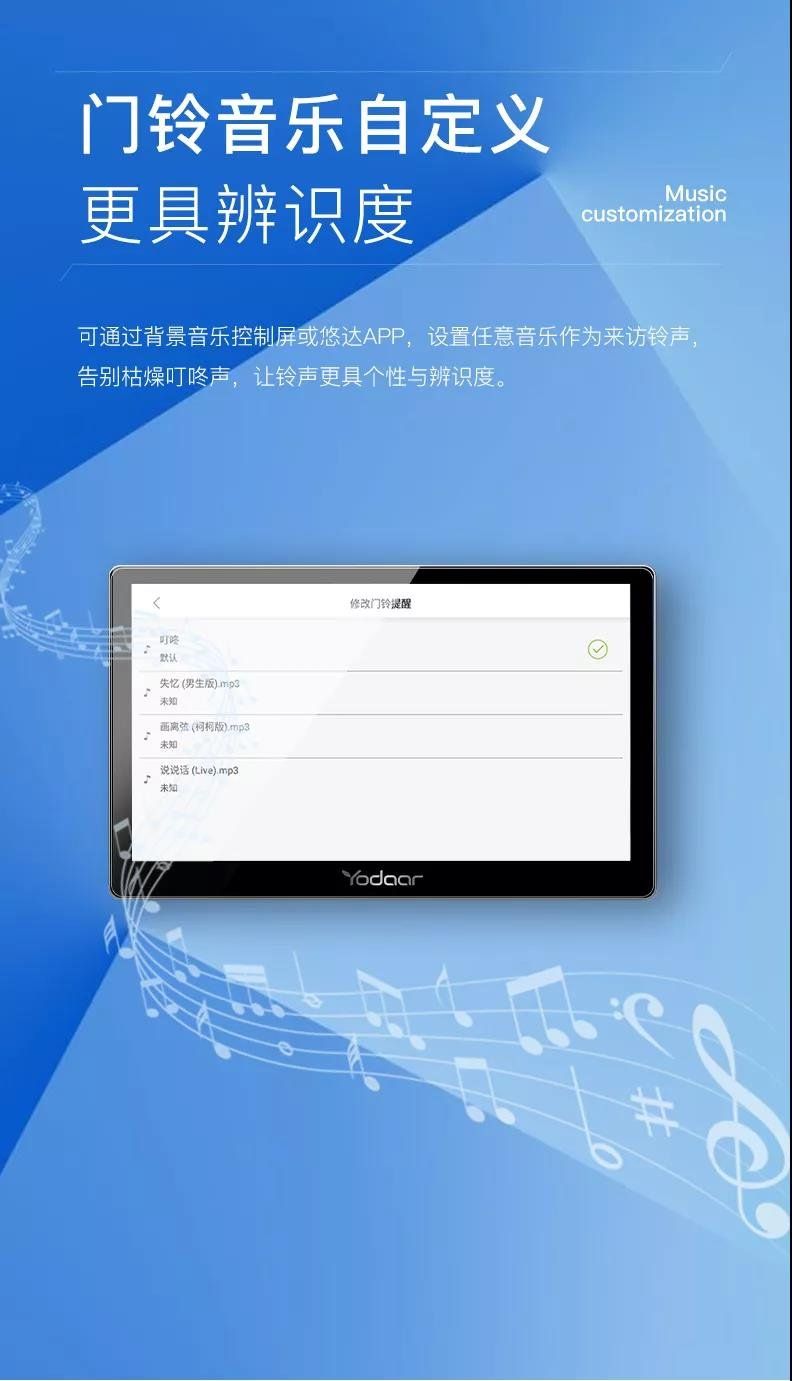 门铃音乐自定义
更具辨识度
Music
customization
可通过背景音乐控制屏或悠达APP，设置任意音乐作为来访铃声，
告别枯燥叮咚声，让铃声更具个性与辨识度。
修改门铃提醒
叮咚
默认
失忆 (男生版).mp3
未知
画离弦 (柯柯版).mp3
未知
说说话 (Live).mp3
未知
Yodaar